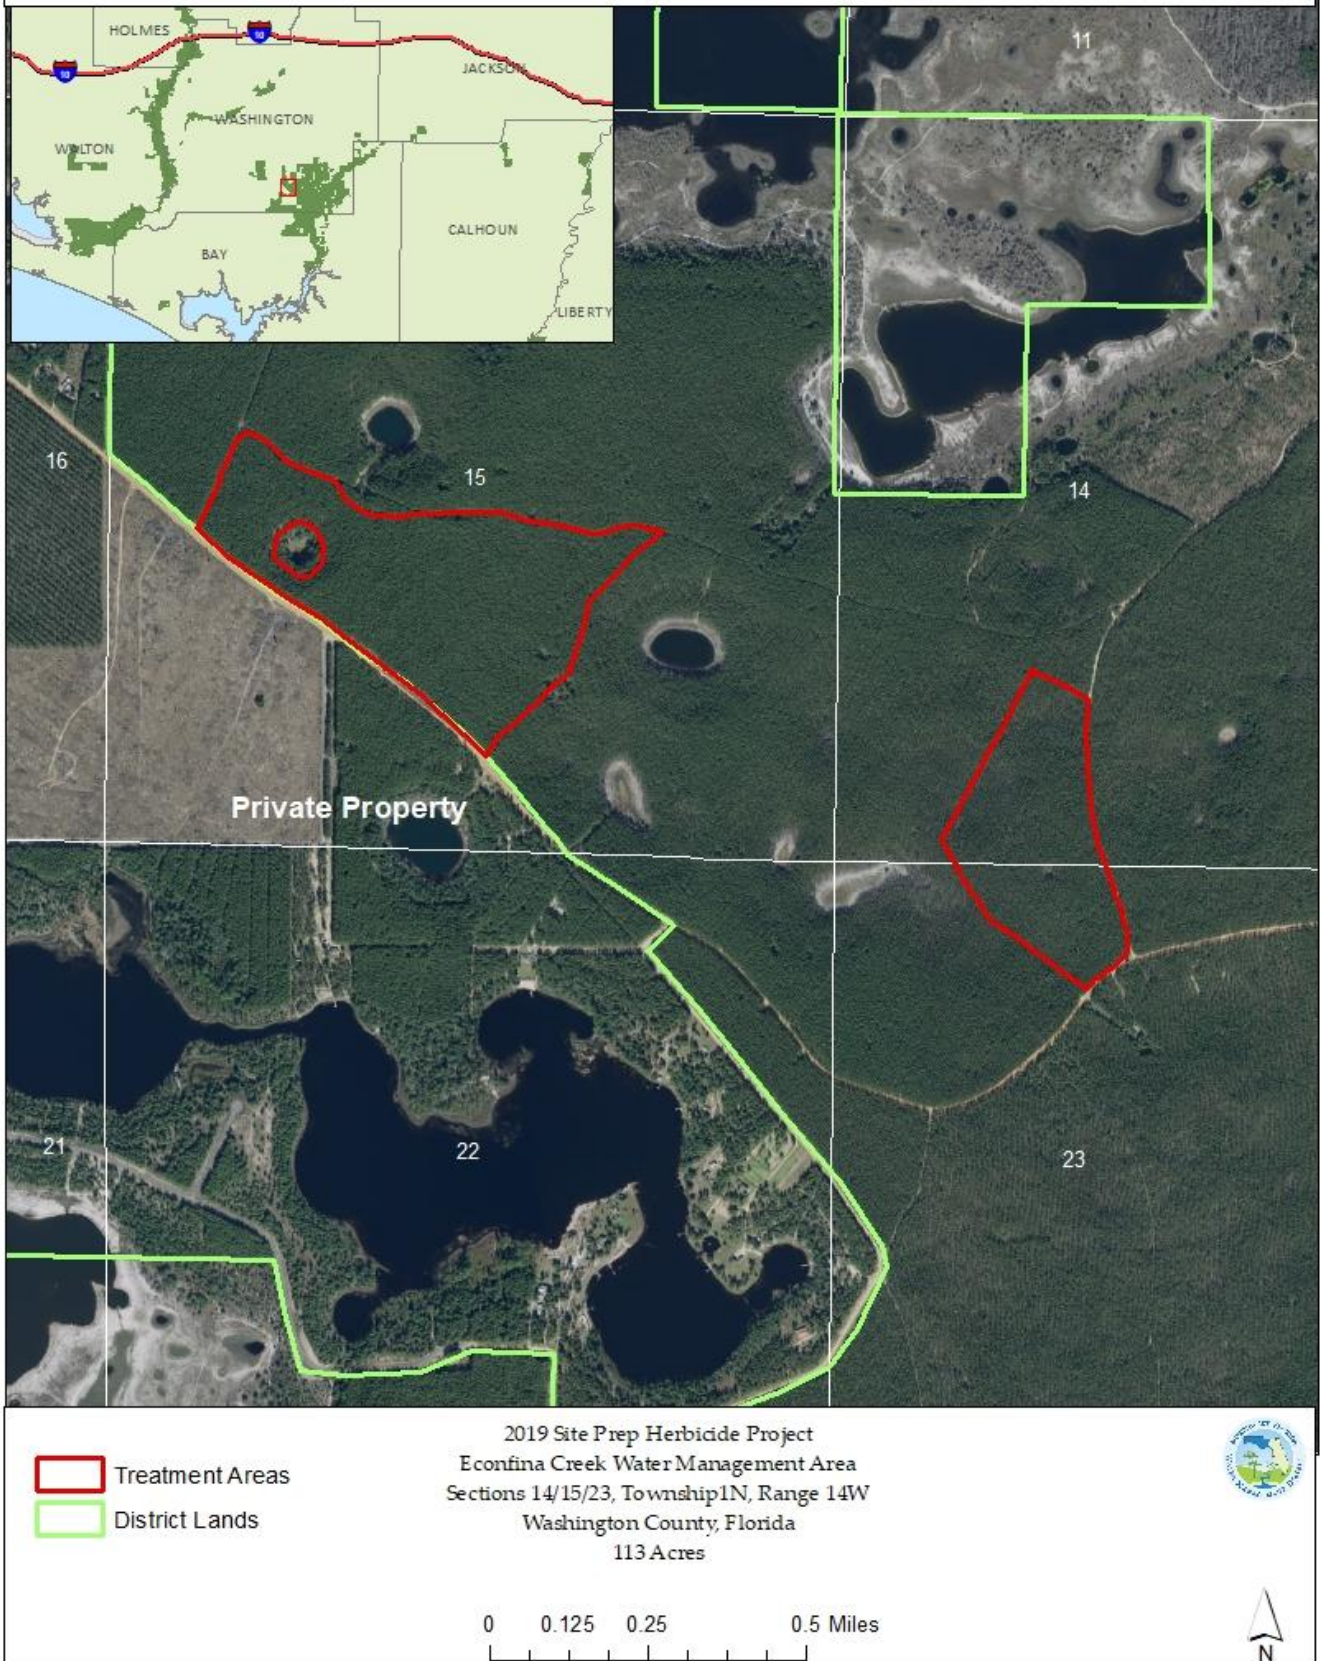 HOLMES
10
10
JACKSON
WASHINGTON
WALTON
CALHOUN
BAY
LIBERTY
11
16
15
14
Private Property
21
22
23
Treatment Areas
District Lands
2019 Site Prep Herbicide Project
Econfina Creek Water Management Area
Sections 14/15/23, Township1N, Range 14W
Washington County, Florida
113 Acres
0 0.125 0.25 0.5 Miles
N